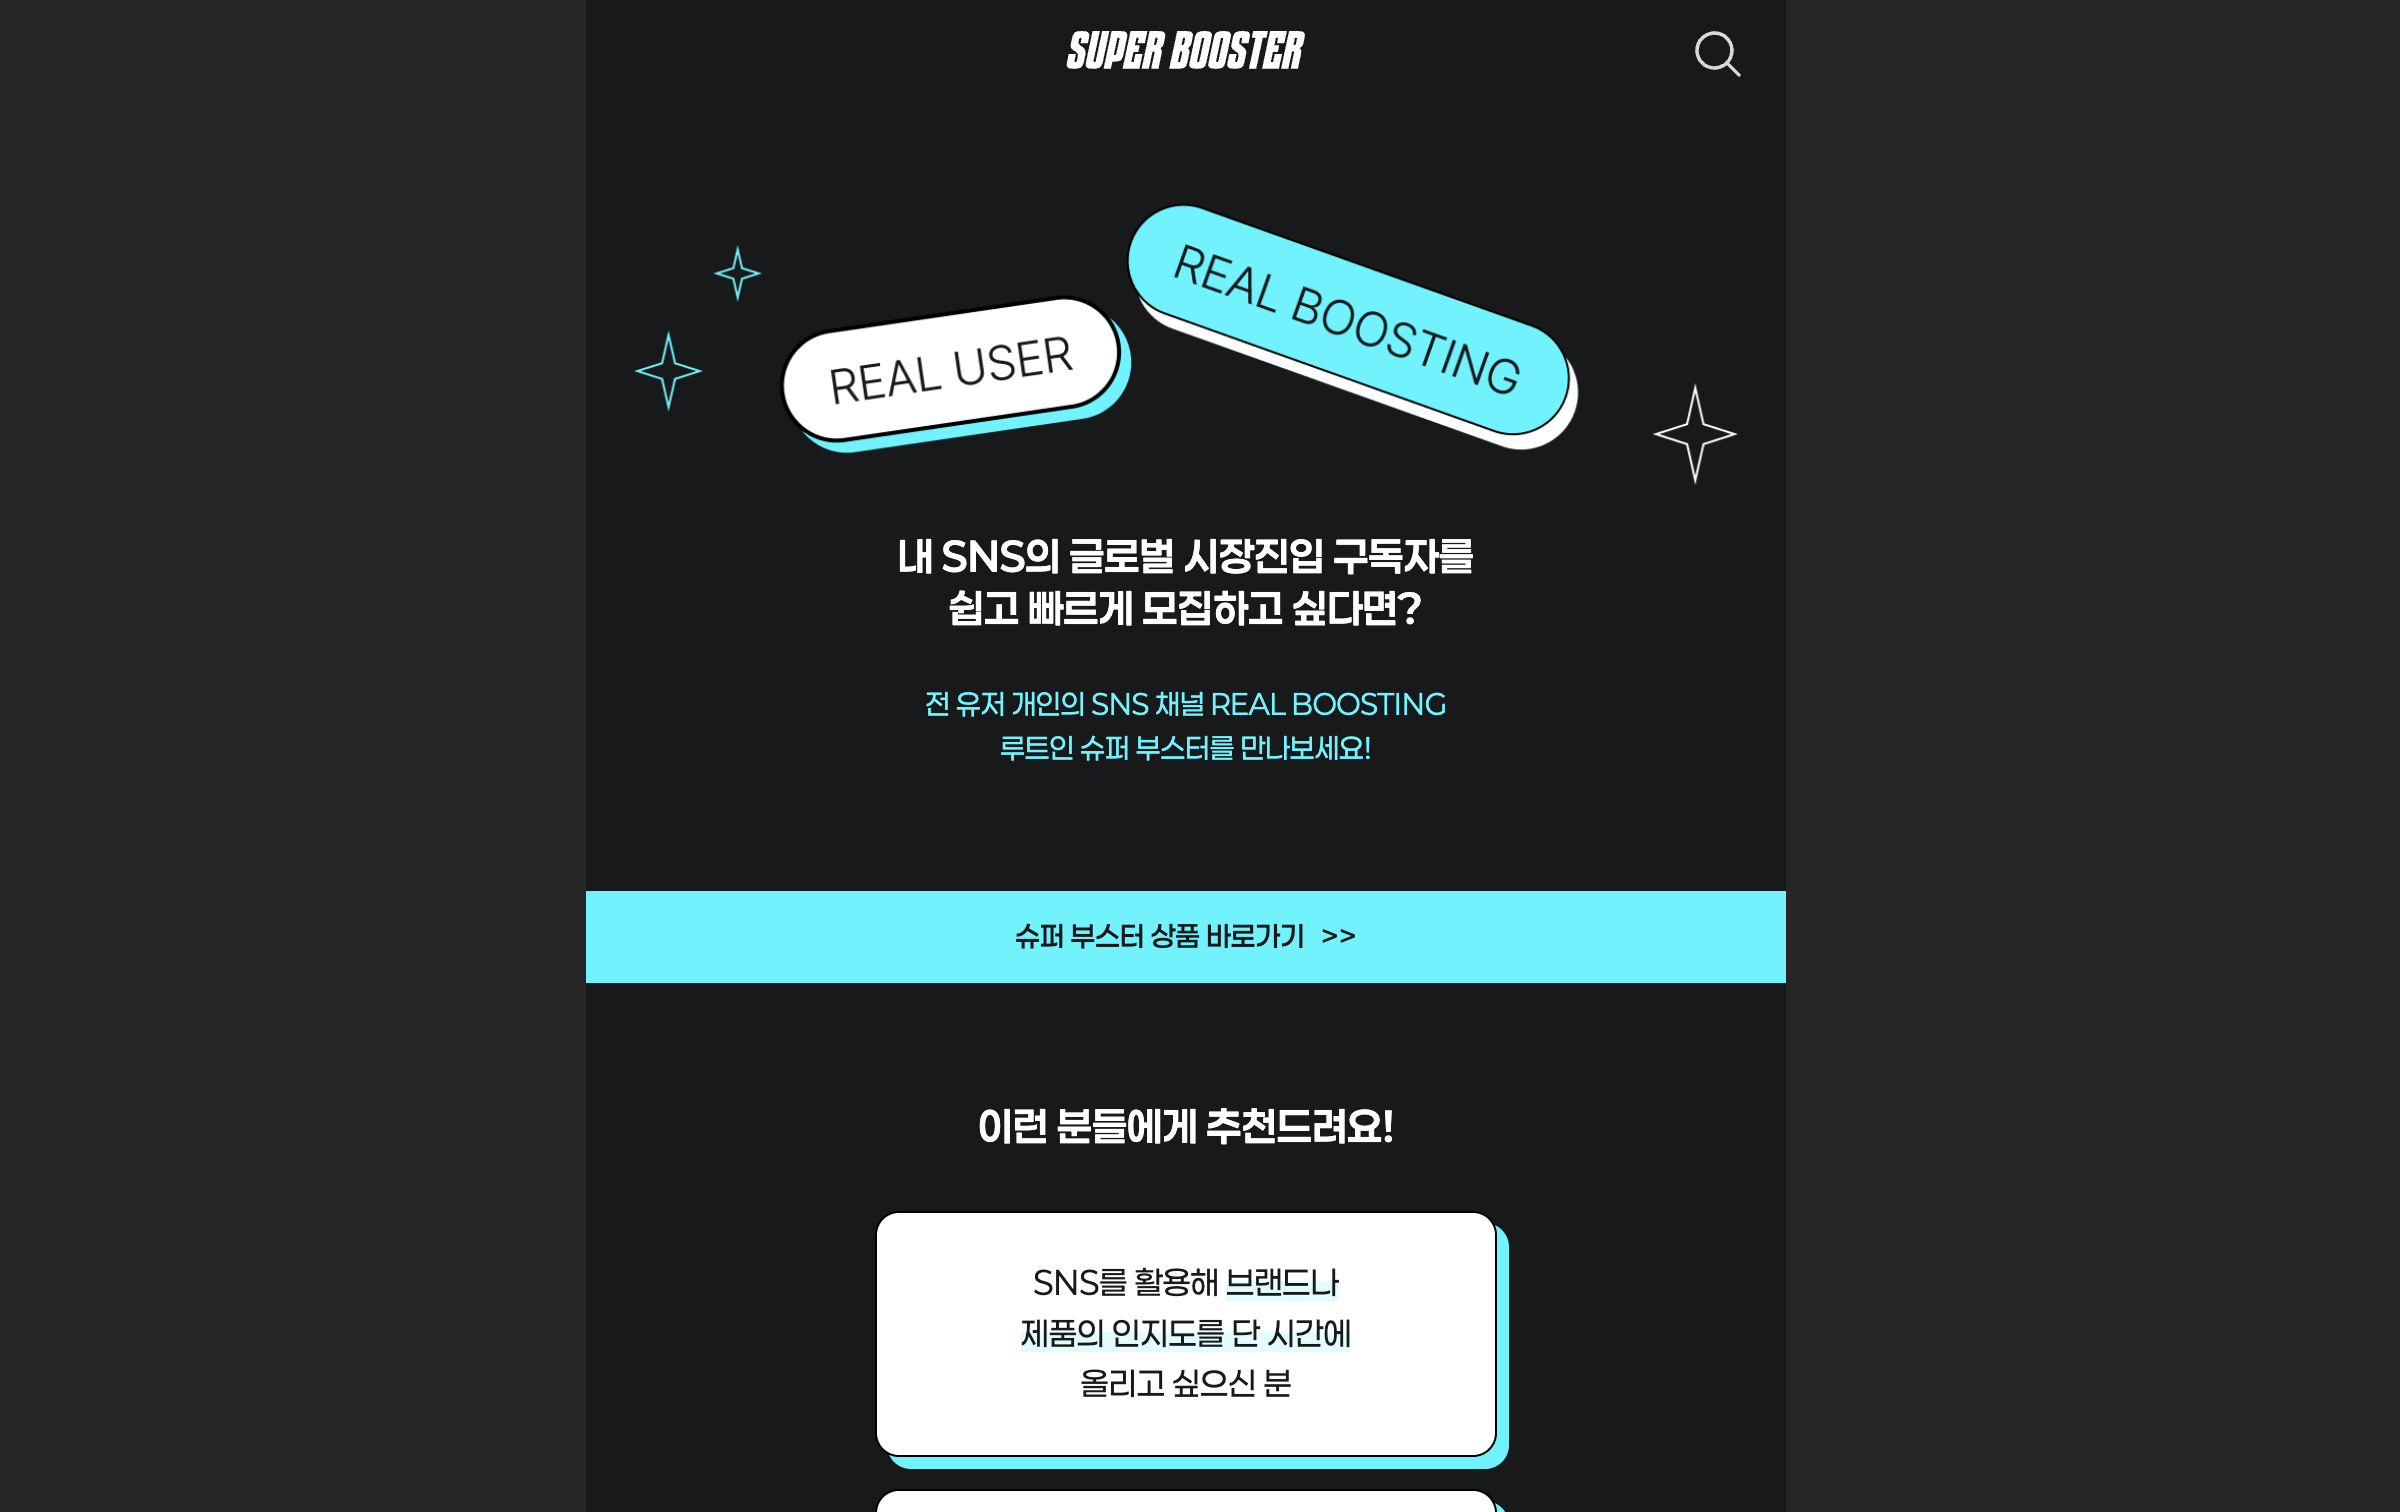 SUPER BOOSTER
REAL BOOSTING
REAL USER
내 SNS의 글로벌 시장진입 구독자를
쉽고 빠르게 모집하고 싶다면?
전 유저 개인의 SNS 채널 REAL BOOSTING
루트인 슈퍼 부스터를 만나보세요!
슈퍼 부스터 상품 바로가기 >>
이런 분들에게 추천드려요!
SNS를 활용해 브랜드나
제품의 인지도를 단 시간에
올리고 싶으신 분